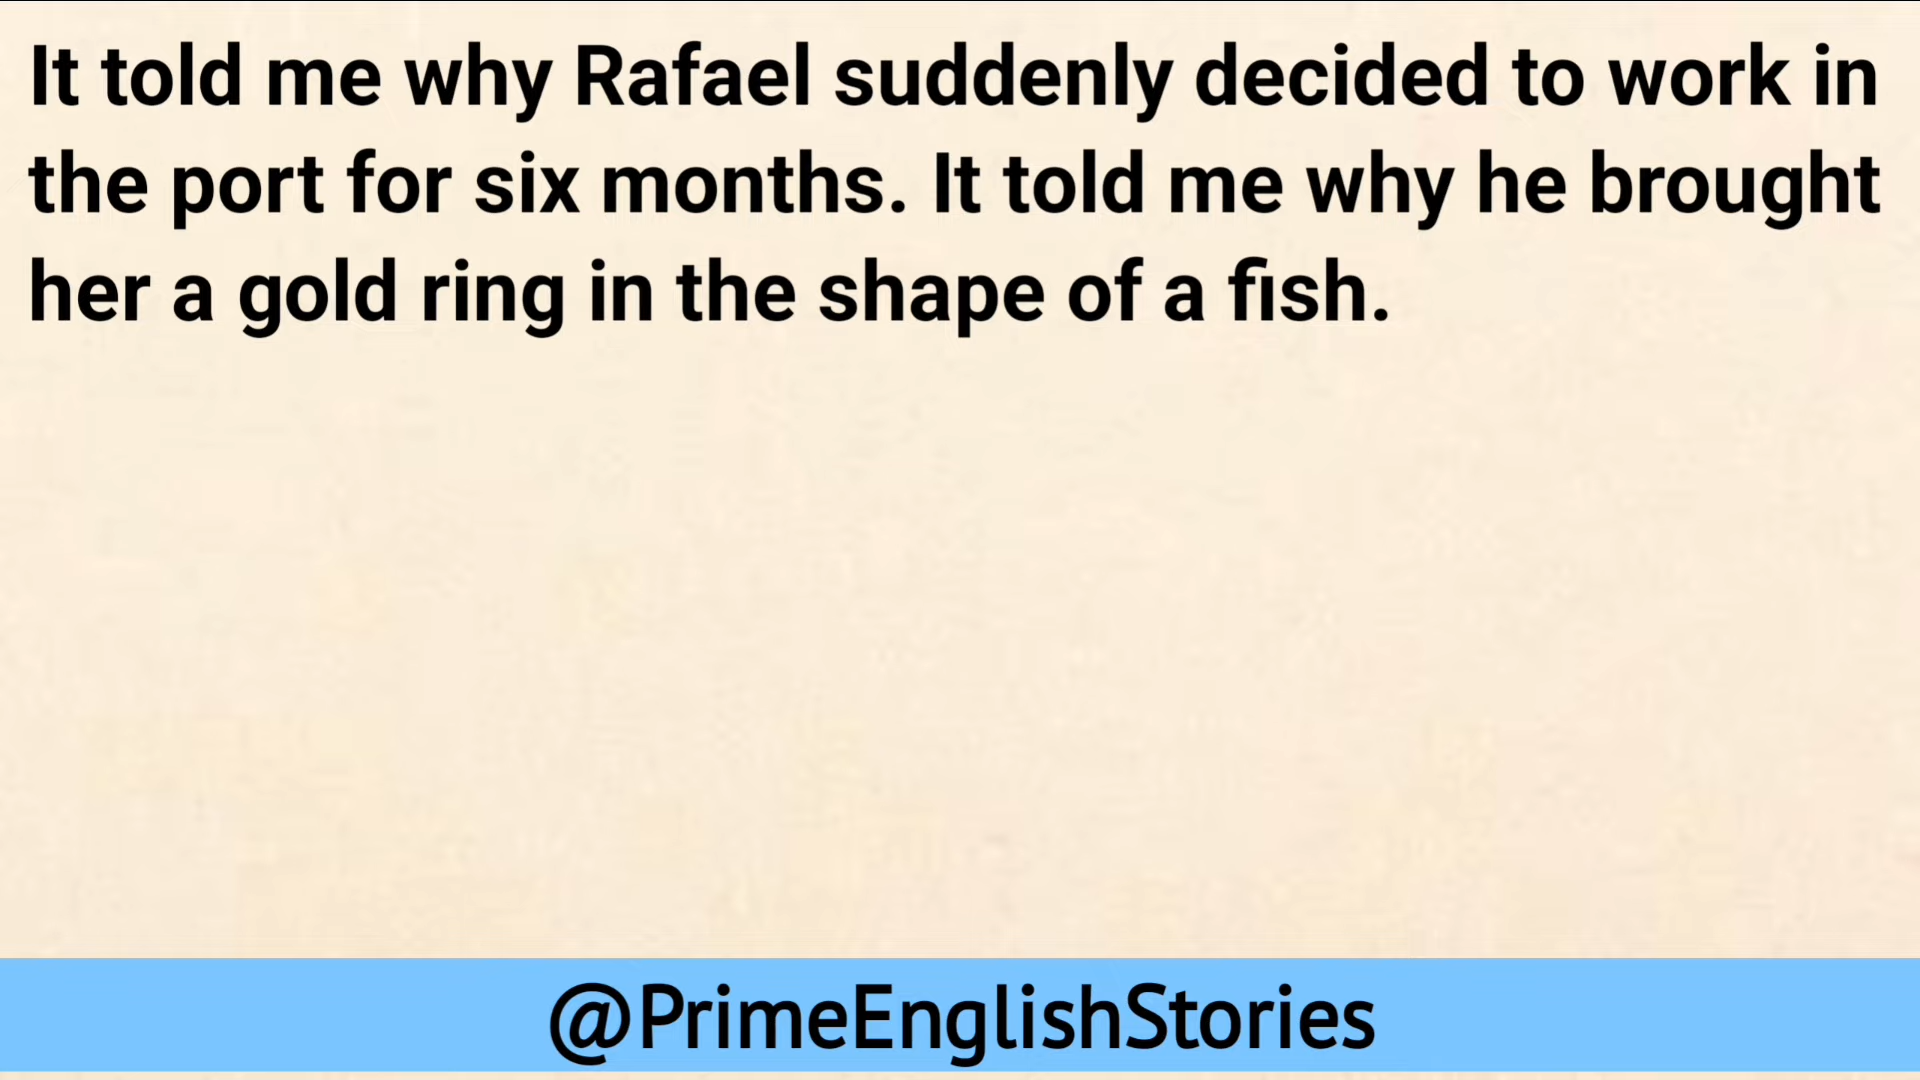 It told me why Rafael suddenly decided to work in
the port for six months. It told me why he brought
her a gold ring in the shape of a fish.
@PrimeEnglishStories